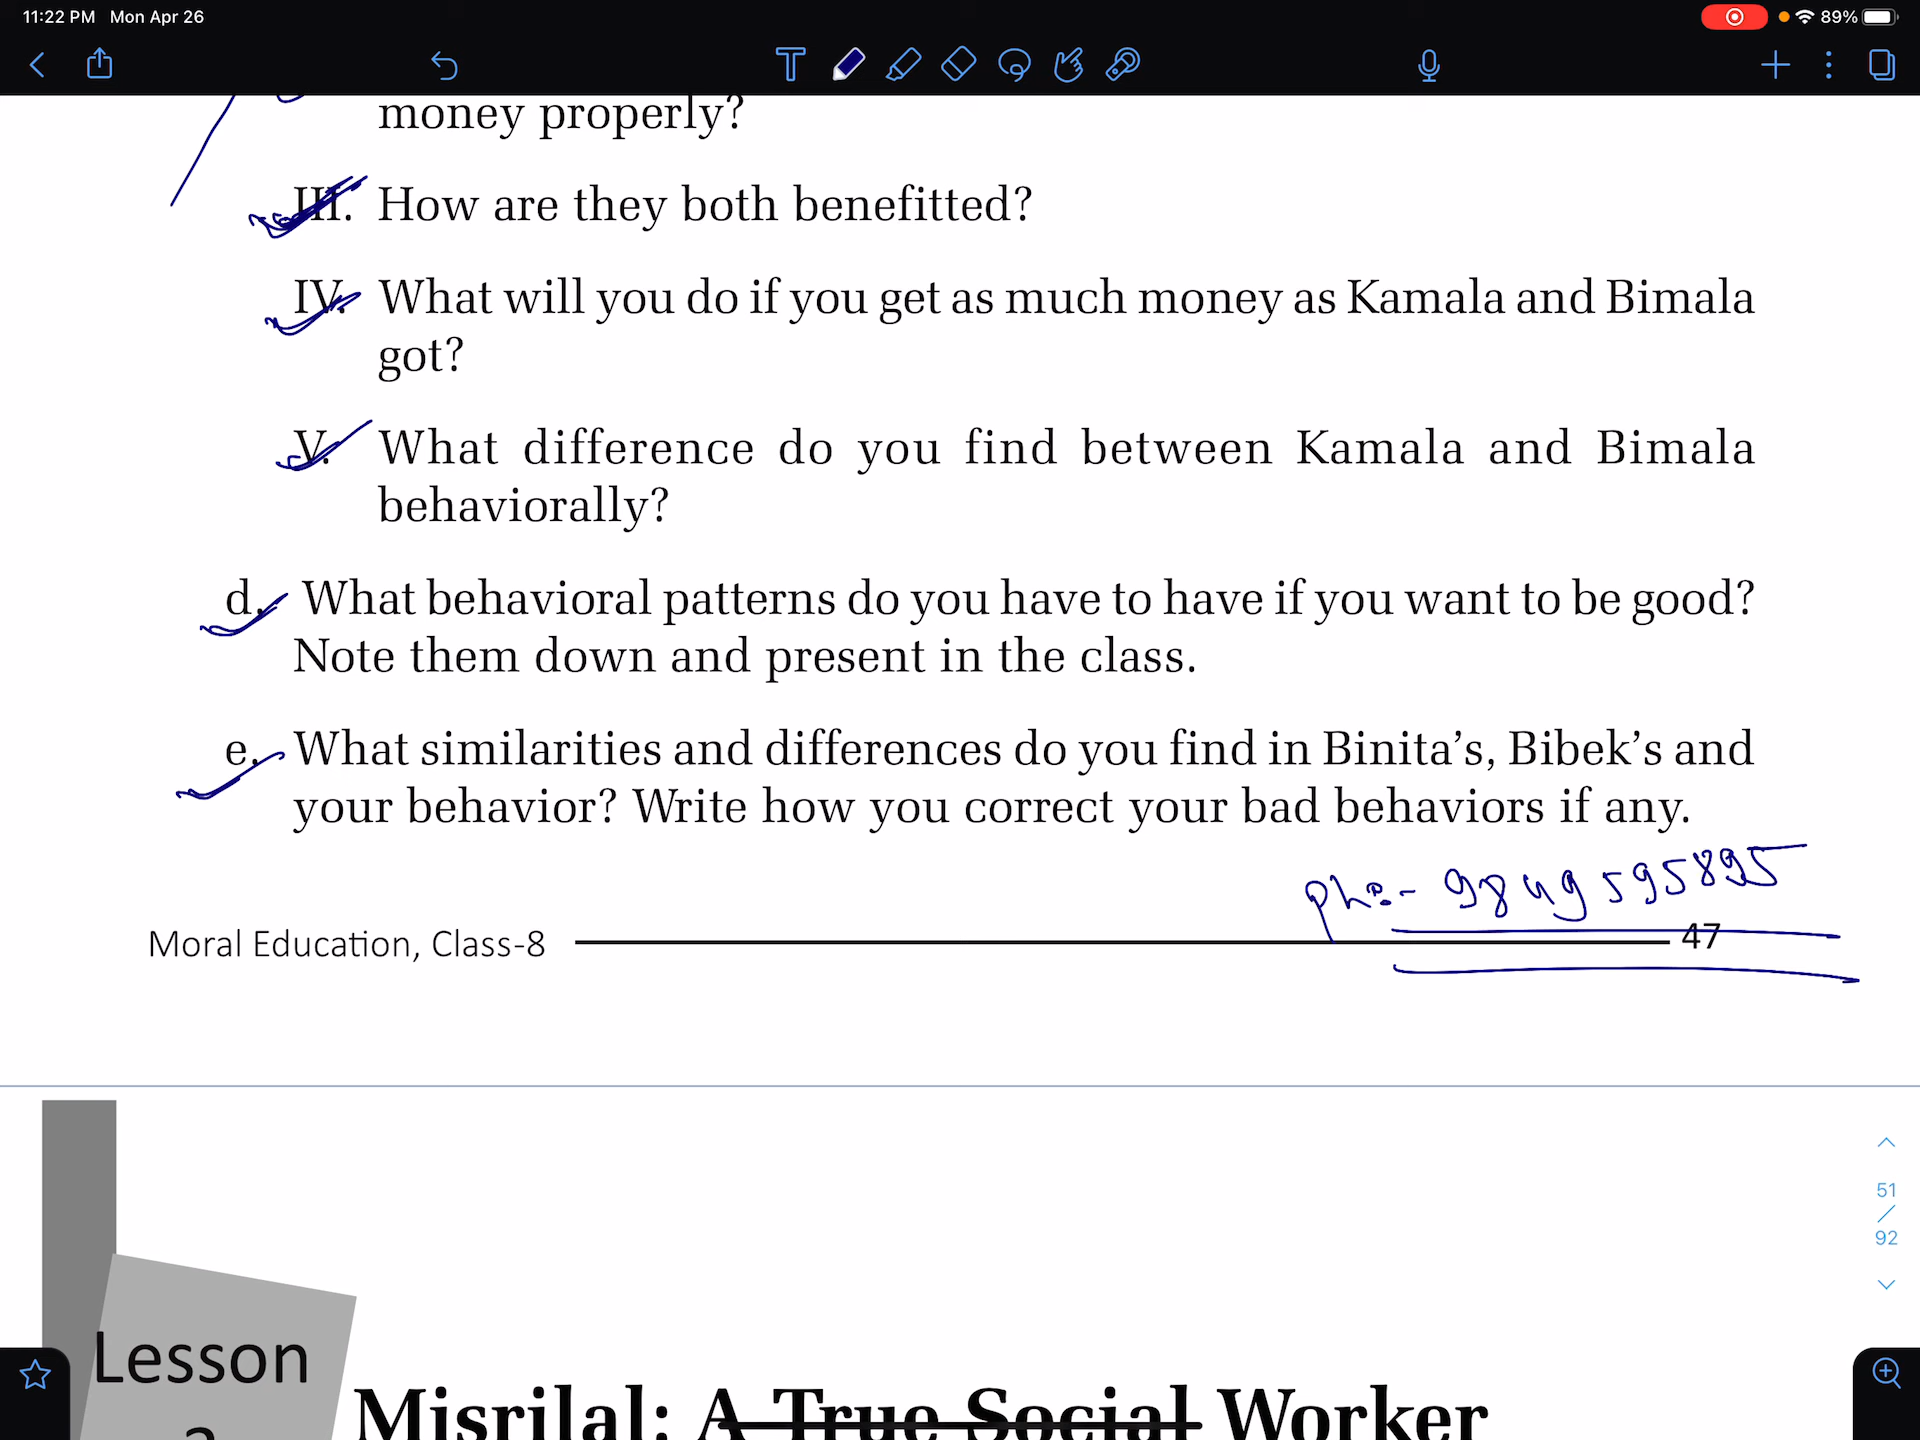 11:22 PM Mon Apr 26
89%
money properly?
III. How are they both benefitted?
IV. What will you do if you get as much money as Kamala and Bimala
got?
V. What difference do you find between Kamala and Bimala
behaviorally?
d. What behavioral patterns do you have to have if you want to be good?
Note them down and present in the class.
e. What similarities and differences do you find in Binita's, Bibek's and
your behavior? Write how you correct your bad behaviors if any.
Ph:- 9849595895
Moral Education, Class-8
47
51
/
92
Lesson
Misrilal: A True Social Worker